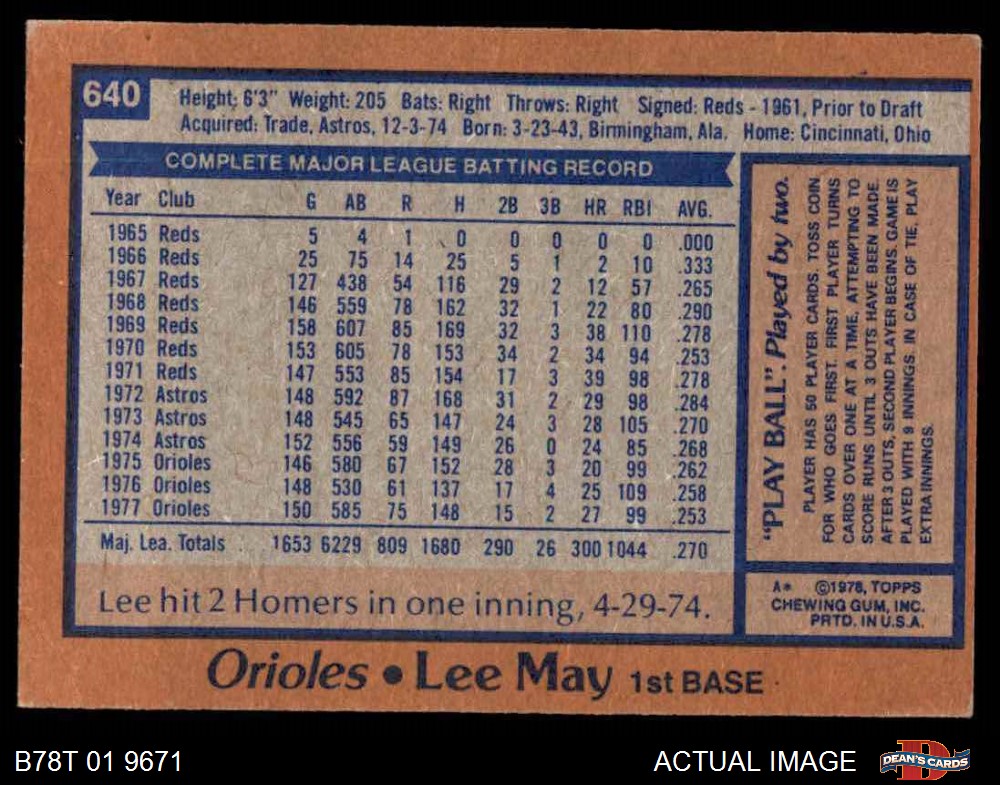 640
Height: 6'3" Weight: 205 Bats: Right Throws: Right Signed: Reds - 1961, Prior to Draft
Acquired: Trade, Astros, 12-3-74 Born: 3-23-43, Birmingham, Ala. Home: Cincinnati, Ohio
COMPLETE MAJOR LEAGUE BATTING RECORD
Year Club G AB R H 2B 3B HR RBI AVG.
1965 Reds 5 4 1 0 0 0 0 0 .000
1966 Reds 25 75 14 25 5 1 2 10 .333
1967 Reds 127 438 54 116 29 2 12 57 .265
1968 Reds 146 559 78 162 32 1 22 80 .290
1969 Reds 158 607 85 169 32 3 38 110 .278
1970 Reds 153 605 78 153 34 2 34 94 .253
1971 Reds 147 553 85 154 17 3 39 98 .278
1972 Astros 148 592 87 168 31 2 29 98 .284
1973 Astros 148 545 65 147 24 3 28 105 .270
1974 Astros 152 556 59 149 26 0 24 85 .268
1975 Orioles 146 580 67 152 28 3 20 99 .262
1976 Orioles 148 530 61 137 17 4 25 109 .258
1977 Orioles 150 585 75 148 15 2 27 99 .253
Maj. Lea. Totals 1653 6229 809 1680 290 26 300 1044 .270
Lee hit 2 Homers in one inning, 4-29-74.
"PLAY BALL". Played by two.
PLAYER HAS 50 PLAYER CARDS. TOSS COIN
FOR WHO GOES FIRST. FIRST PLAYER TURNS
CARDS OVER ONE AT A TIME, ATTEMPTING TO
SCORE RUNS UNTIL 3 OUTS HAVE BEEN MADE.
AFTER 3 OUTS, SECOND PLAYER BEGINS. GAME IS
PLAYED WITH 9 INNINGS. IN CASE OF TIE, PLAY
EXTRA INNINGS.
A* ©1978, TOPPS
CHEWING GUM, INC.
PRTD. IN U.S.A.
Orioles • Lee May 1st BASE
B78T 01 9671
ACTUAL IMAGE
D
DEAN'S CARDS